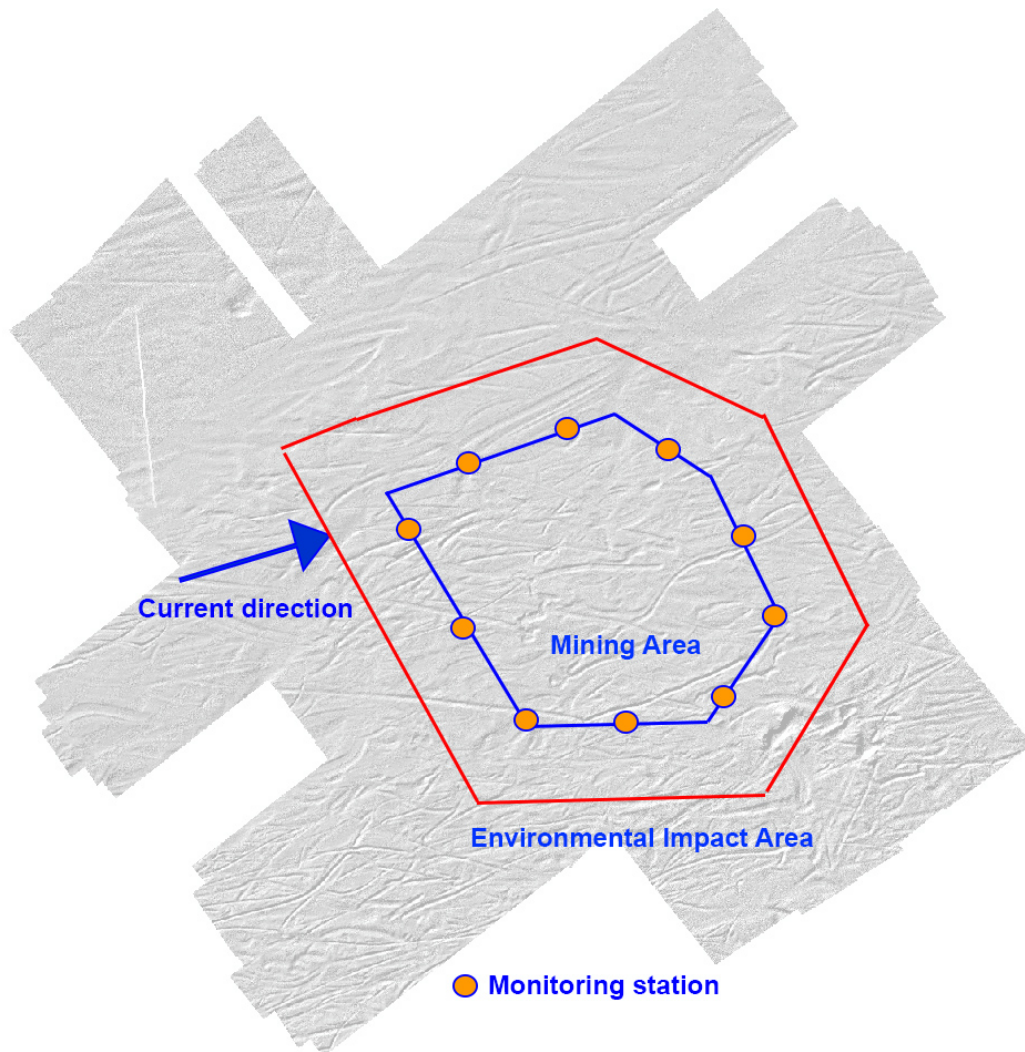 Current direction
Mining Area
Environmental Impact Area
Monitoring station